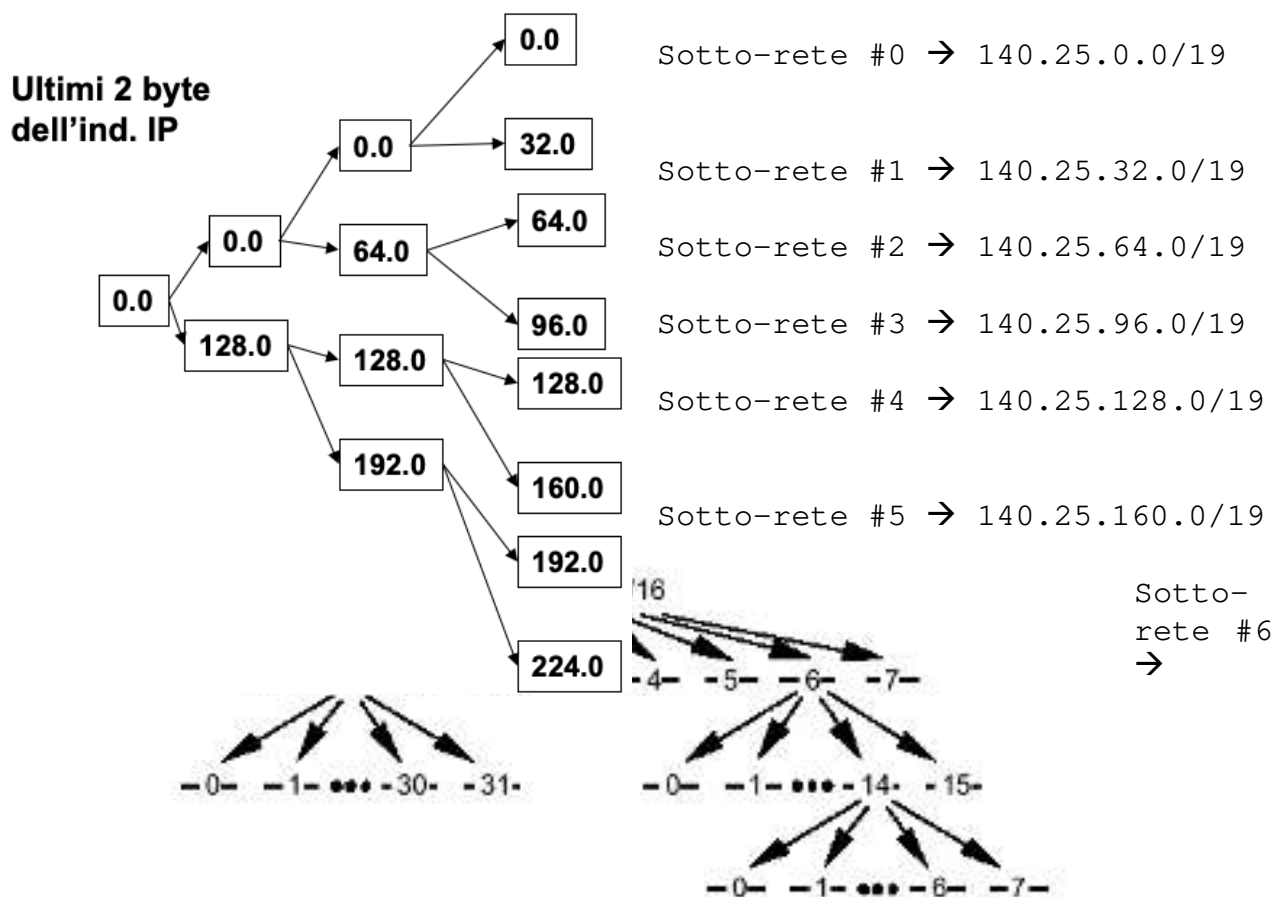 Ultimi 2 byte
dell'ind. IP
0.0
0.0
128.0
0.0
64.0
128.0
192.0
0.0
32.0
64.0
96.0
128.0
160.0
192.0
224.0
Sotto-rete #0 → 140.25.0.0/19
Sotto-rete #1 → 140.25.32.0/19
Sotto-rete #2 → 140.25.64.0/19
Sotto-rete #3 → 140.25.96.0/19
Sotto-rete #4 → 140.25.128.0/19
Sotto-rete #5 → 140.25.160.0/19
Sotto-
rete #6
→
/16
-4- -5- -6- -7-
-0- -1- ••• -30- -31-
-0- -1- ••• -14- -15-
-0- -1- ••• -6- -7-